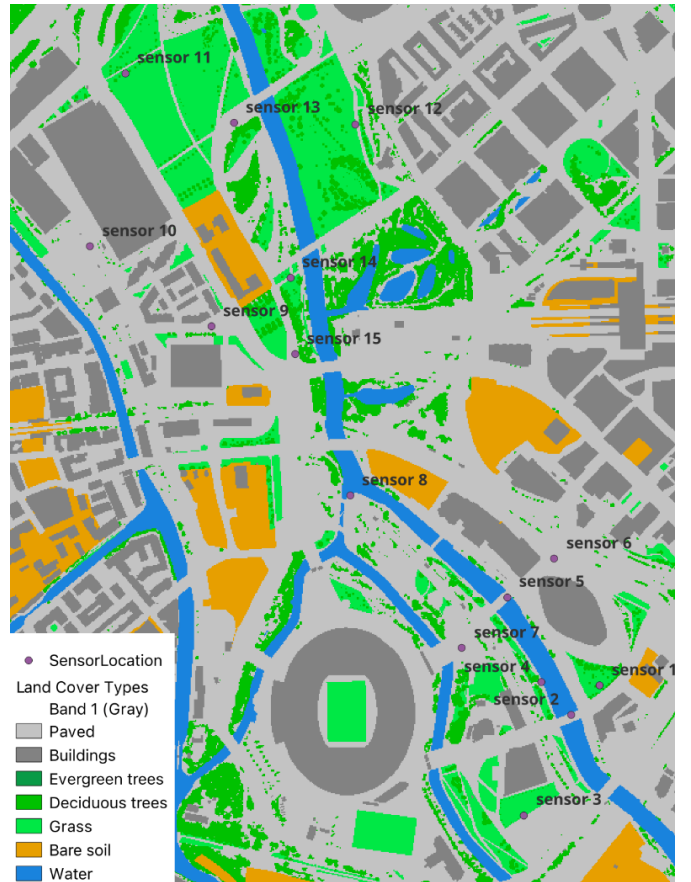 sensor 11
sensor 13
sensor 12
sensor 10
sensor 14
sensor 9
sensor 15
sensor 8
sensor 6
sensor 5
sensor 7
sensor 4
sensor 1
sensor 2
sensor 3
SensorLocation
Land Cover Types
Band 1 (Gray)
Paved
Buildings
Evergreen trees
Deciduous trees
Grass
Bare soil
Water